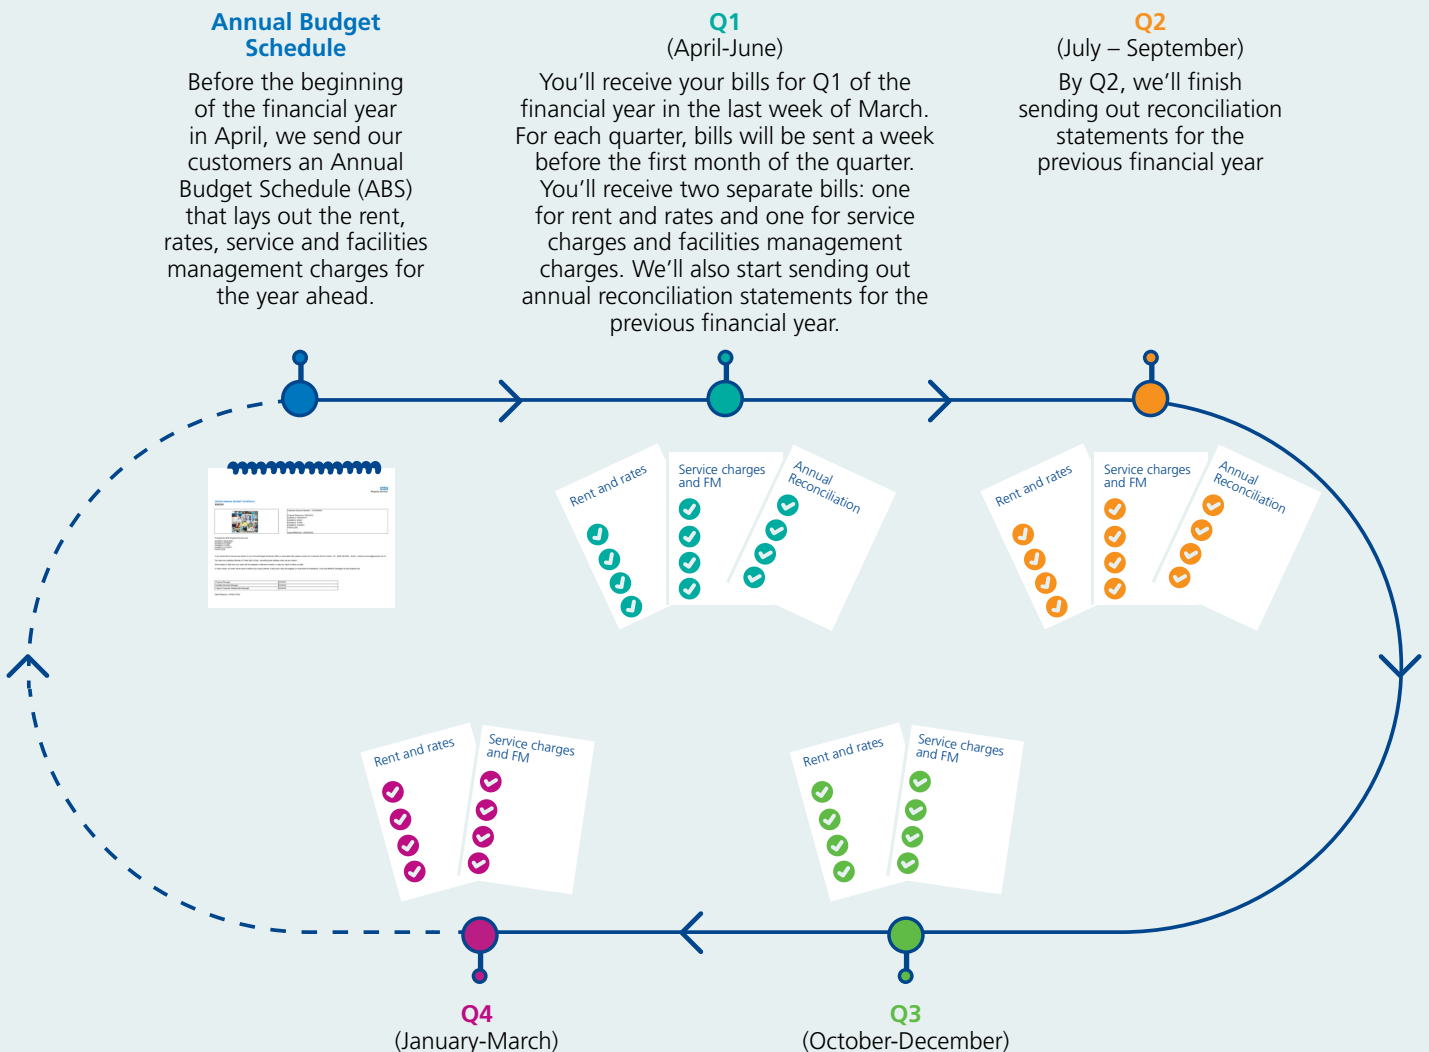 Annual Budget
Schedule
Before the beginning
of the financial year
in April, we send our
customers an Annual
Budget Schedule (ABS)
that lays out the rent,
rates, service and facilities
management charges for
the year ahead.
Q1
(April-June)
You’ll receive your bills for Q1 of the
financial year in the last week of March.
For each quarter, bills will be sent a week
before the first month of the quarter.
You’ll receive two separate bills: one
for rent and rates and one for service
charges and facilities management
charges. We’ll also start sending out
annual reconciliation statements for the
previous financial year.
Q2
(July – September)
By Q2, we’ll finish
sending out reconciliation
statements for the
previous financial year
Rent and rates
Service charges
and FM
Annual
Reconciliation
Rent and rates
Service charges
and FM
Annual
Reconciliation
Rent and rates
Service charges
and FM
Rent and rates
Service charges
and FM
Q4
(January-March)
Q3
(October-December)